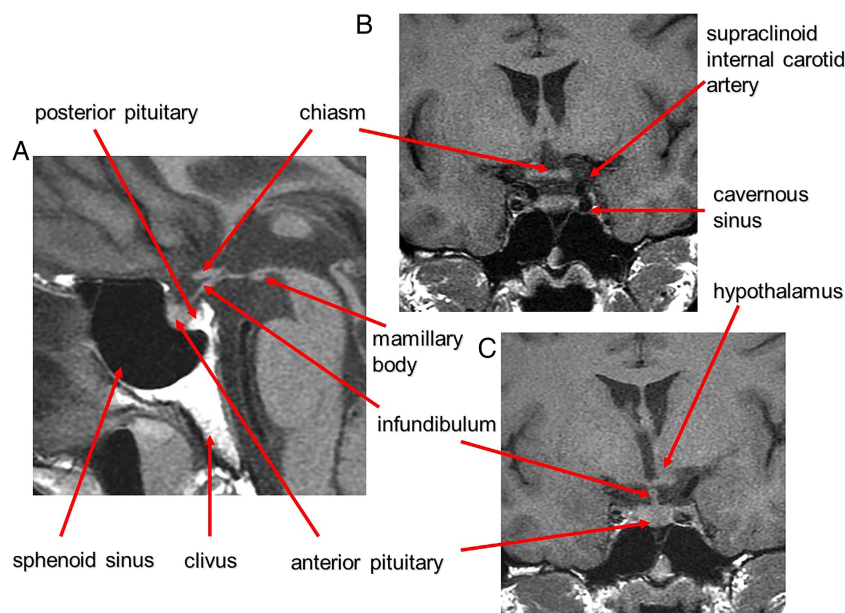 B
supraclinoid
internal carotid
artery
posterior pituitary
chiasm
A
cavernous
sinus
hypothalamus
mamillary
body
C
infundibulum
sphenoid sinus
clivus
anterior pituitary